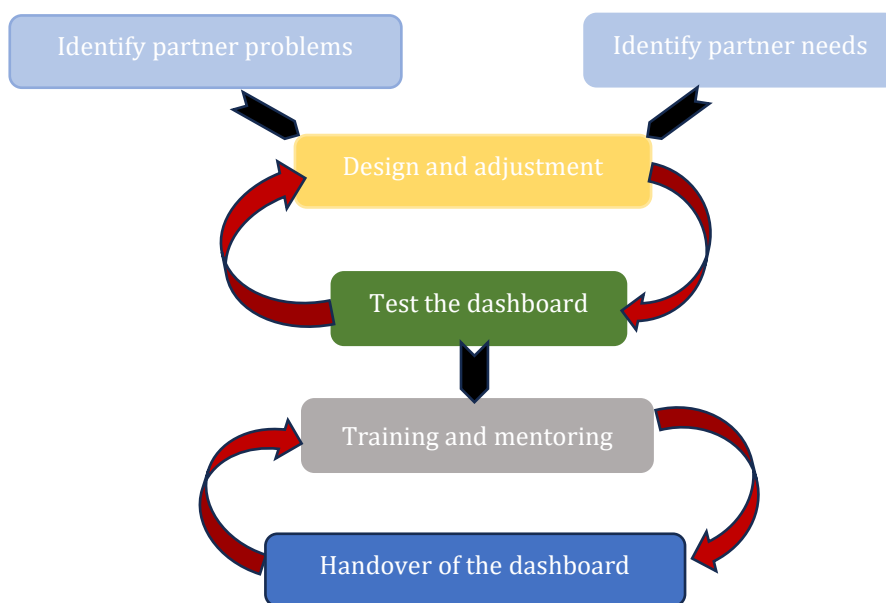 Identify partner problems
Identify partner needs
Design and adjustment
Test the dashboard
Training and mentoring
Handover of the dashboard